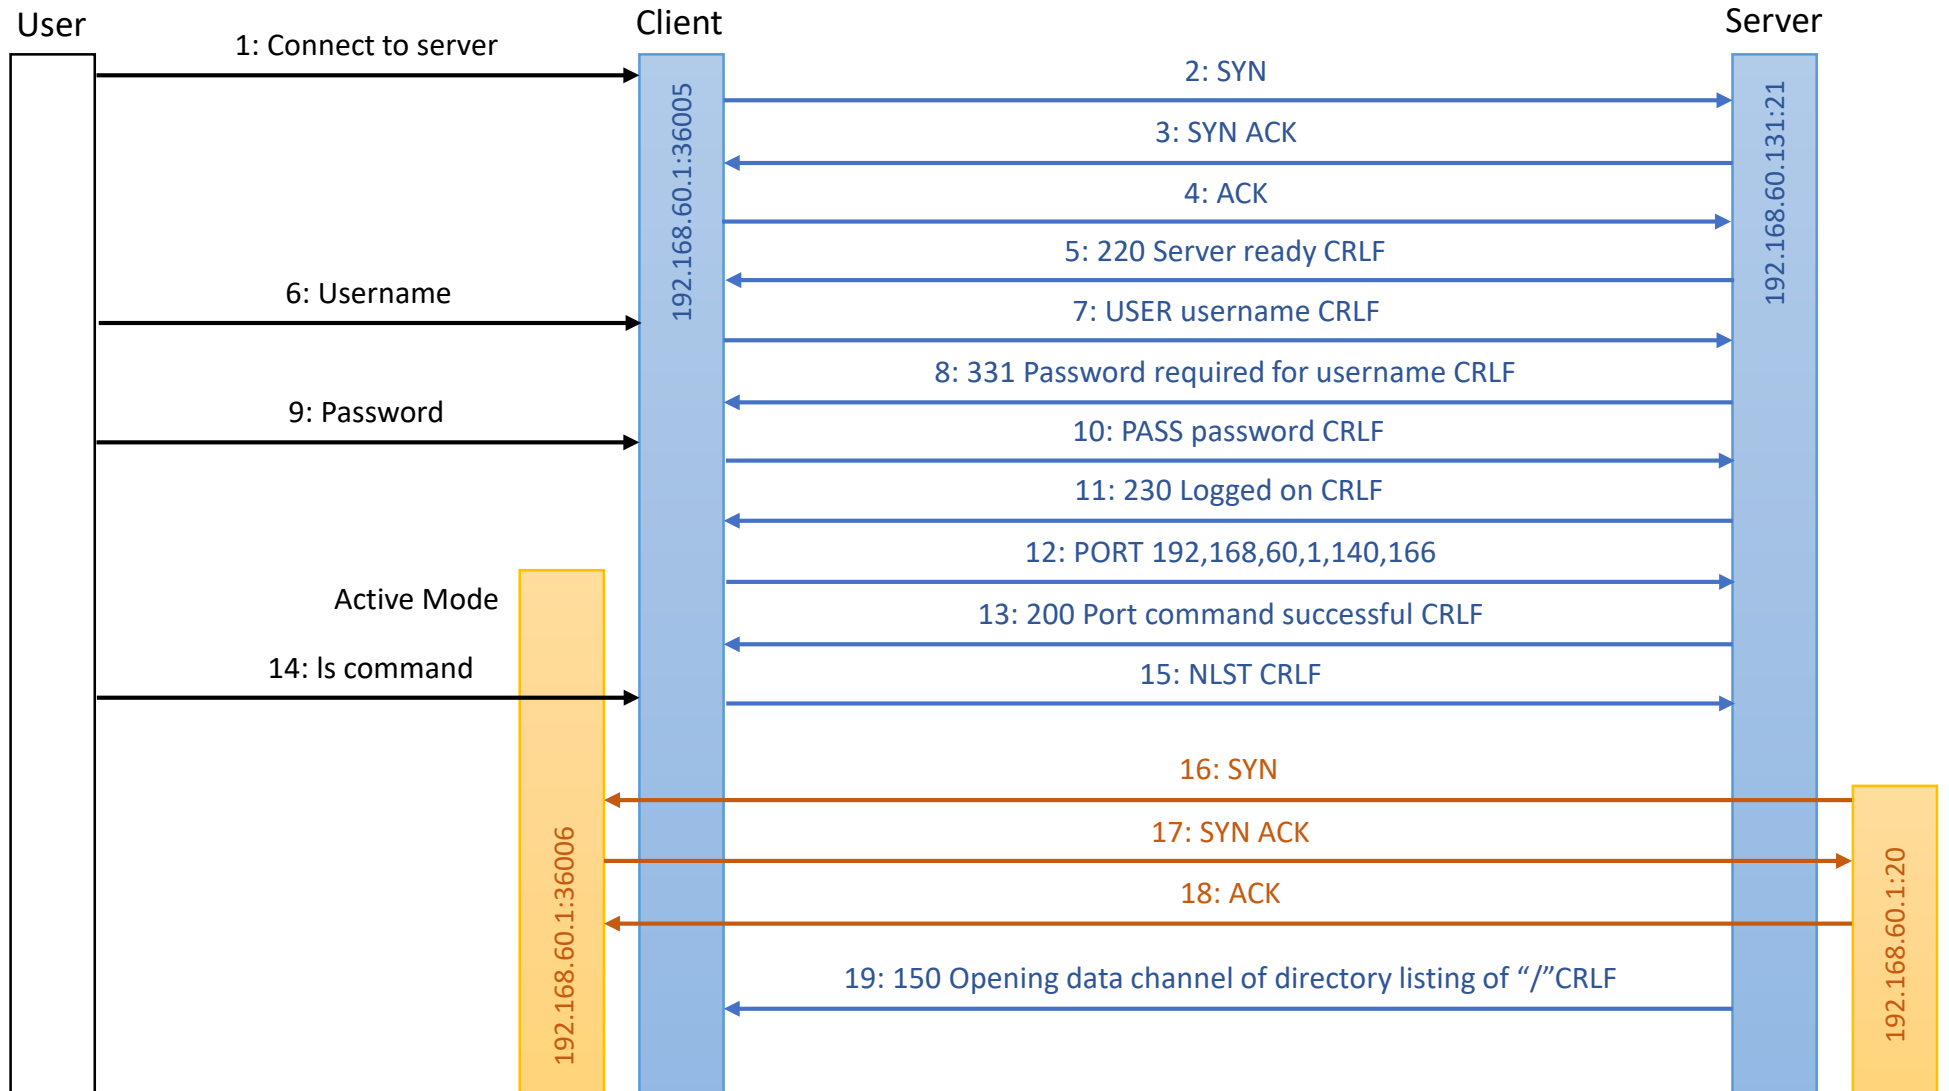 User
Client
Server
1: Connect to server
2: SYN
3: SYN ACK
4: ACK
5: 220 Server ready CRLF
6: Username
7: USER username CRLF
8: 331 Password required for username CRLF
9: Password
10: PASS password CRLF
11: 230 Logged on CRLF
12: PORT 192,168,60,1,140,166
Active Mode
13: 200 Port command successful CRLF
14: ls command
15: NLST CRLF
16: SYN
17: SYN ACK
18: ACK
19: 150 Opening data channel of directory listing of “/”CRLF
192.168.60.1:36005
192.168.60.131:21
192.168.60.1:36006
192.168.60.1:20